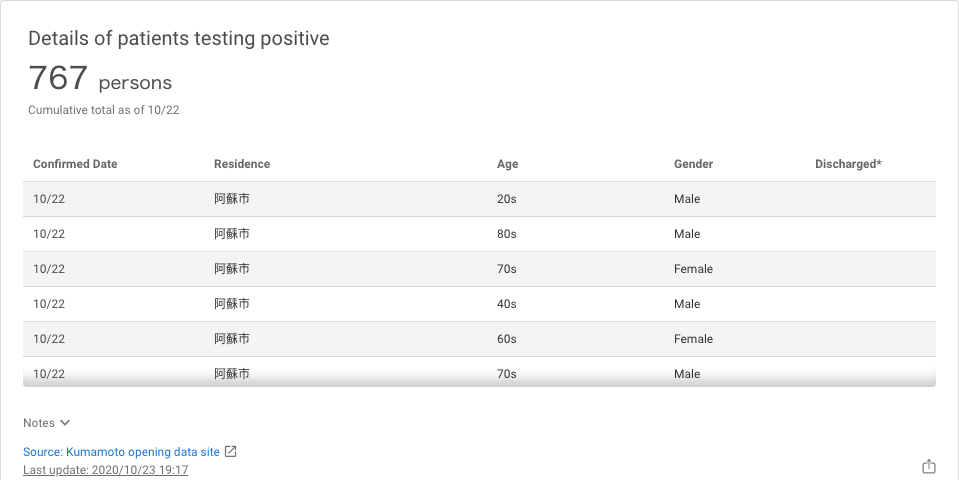 Details of patients testing positive
767 persons
Cumulative total as of 10/22
Confirmed Date Residence Age Gender Discharged*
10/22 阿蘇市 20s Male
10/22 阿蘇市 80s Male
10/22 阿蘇市 70s Female
10/22 阿蘇市 40s Male
10/22 阿蘇市 60s Female
10/22 阿蘇市 70s Male
Notes
Source: Kumamoto opening data site
Last update: 2020/10/23 19:17